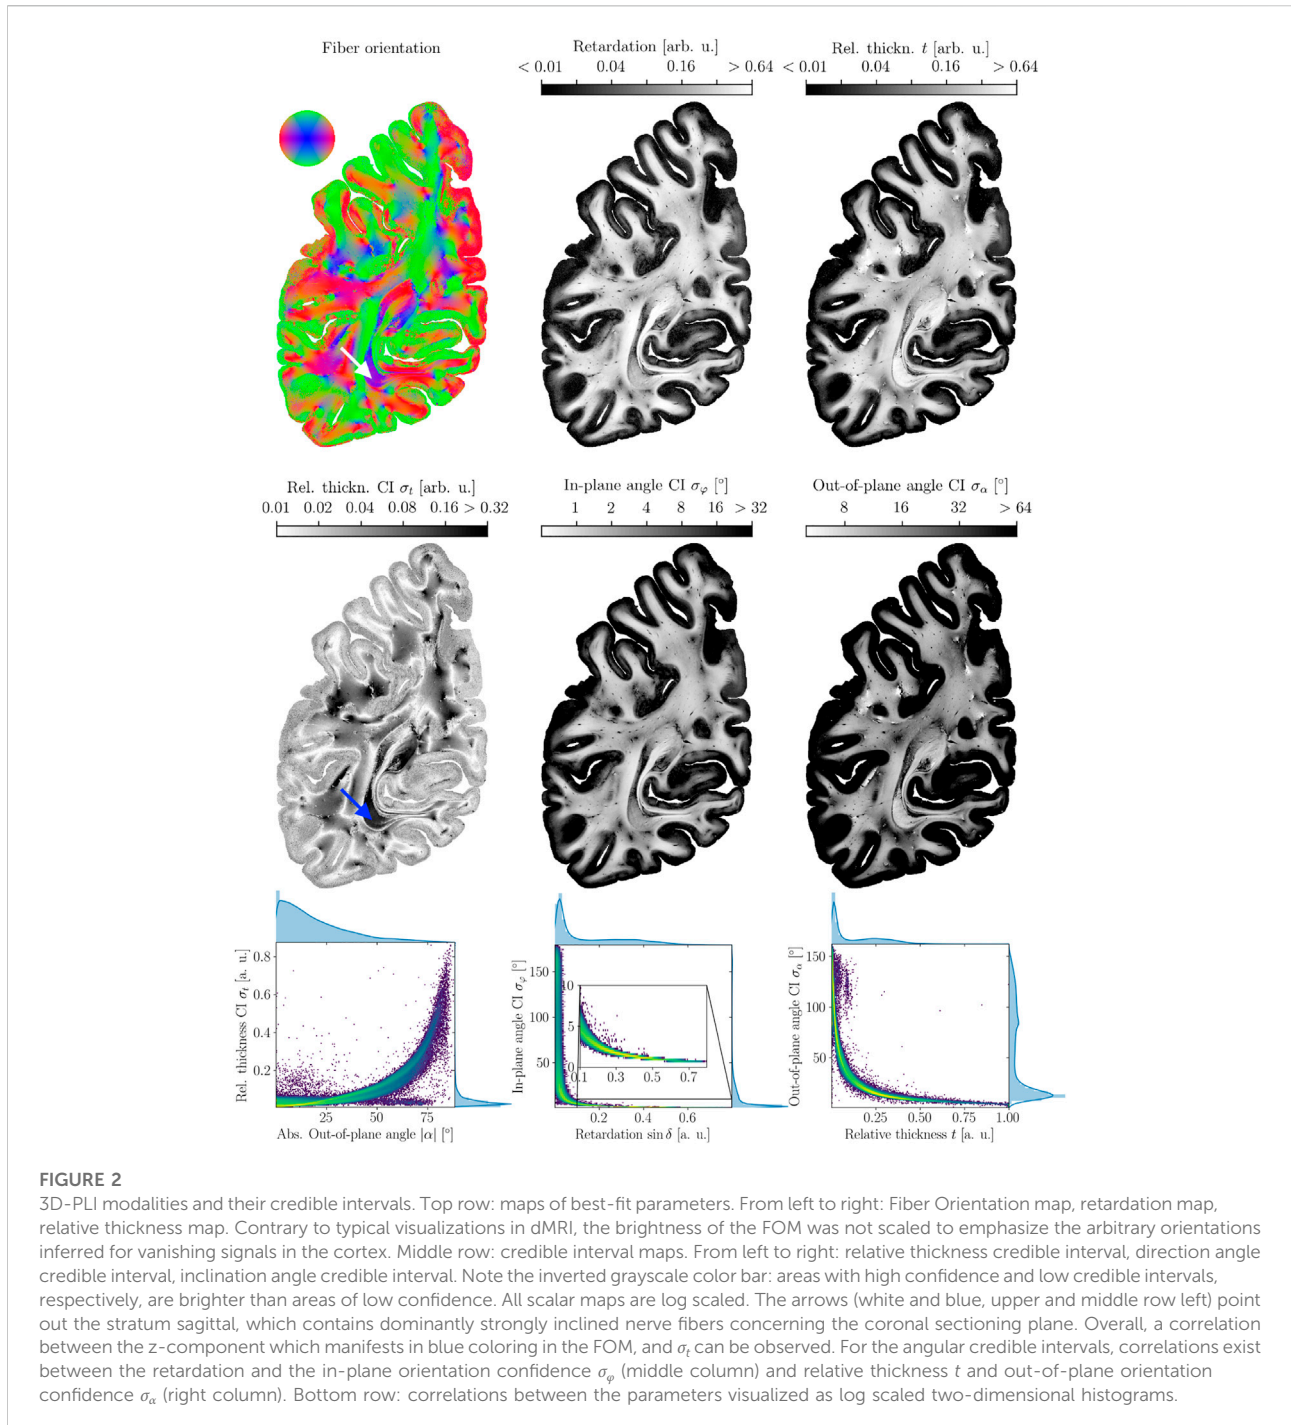 Fiber orientation
Retardation [arb. u.]
< 0.01 0.04 0.16 > 0.64
Rel. thickn. t [arb. u.]
< 0.01 0.04 0.16 > 0.64
Rel. thickn. CI σt [arb. u.]
0.01 0.02 0.04 0.08 0.16 > 0.32
In-plane angle CI σφ [°]
1 2 4 8 16 > 32
Out-of-plane angle CI σα [°]
8 16 32 > 64
Rel. thickness CI σt [a. u.]
0.8
0.6
0.4
0.2
25 50 75
Abs. Out-of-plane angle |α| [°]
In-plane angle CI σφ [°]
150
100
50
10
5
0
0.1 0.3 0.5 0.7
0.2 0.4 0.6
Retardation sin δ [a. u.]
Out-of-plane angle CI σα [°]
150
100
50
0.25 0.50 0.75 1.00
Relative thickness t [a. u.]
FIGURE 2
3D-PLI modalities and their credible intervals. Top row: maps of best-fit parameters. From left to right: Fiber Orientation map, retardation map,
relative thickness map. Contrary to typical visualizations in dMRI, the brightness of the FOM was not scaled to emphasize the arbitrary orientations
inferred for vanishing signals in the cortex. Middle row: credible interval maps. From left to right: relative thickness credible interval, direction angle
credible interval, inclination angle credible interval. Note the inverted grayscale color bar: areas with high confidence and low credible intervals,
respectively, are brighter than areas of low confidence. All scalar maps are log scaled. The arrows (white and blue, upper and middle row left) point
out the stratum sagittal, which contains dominantly strongly inclined nerve fibers concerning the coronal sectioning plane. Overall, a correlation
between the z-component which manifests in blue coloring in the FOM, and σt can be observed. For the angular credible intervals, correlations exist
between the retardation and the in-plane orientation confidence σφ (middle column) and relative thickness t and out-of-plane orientation
confidence σα (right column). Bottom row: correlations between the parameters visualized as log scaled two-dimensional histograms.